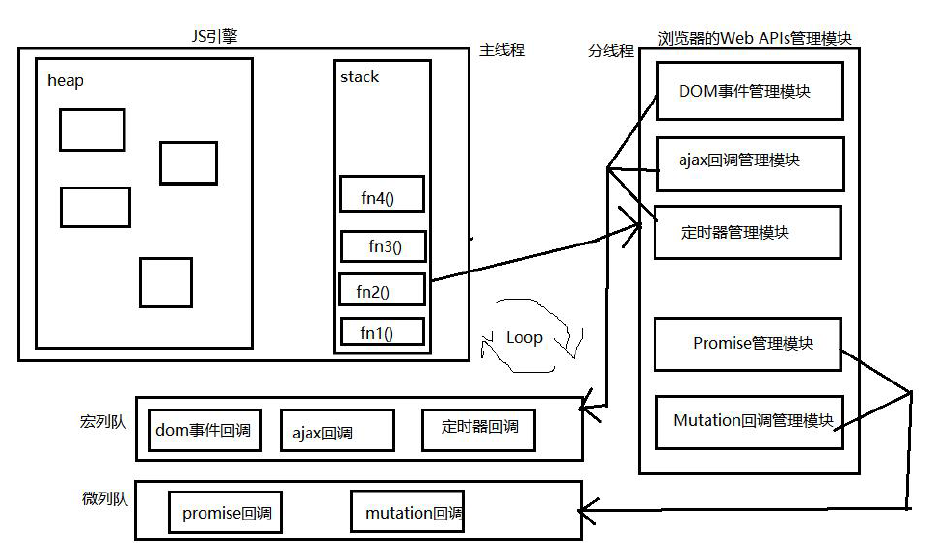 JS引擎
主线程
heap
stack
fn4()
fn3()
fn2()
fn1()
Loop
分线程
浏览器的Web APIs管理模块
DOM事件管理模块
ajax回调管理模块
定时器管理模块
Promise管理模块
Mutation回调管理模块
宏列队
dom事件回调
ajax回调
定时器回调
微列队
promise回调
mutation回调